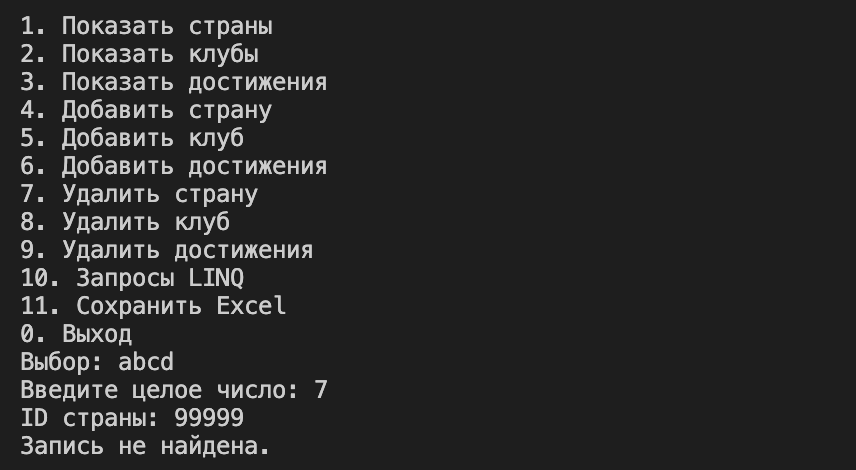 1. Показать страны
2. Показать клубы
3. Показать достижения
4. Добавить страну
5. Добавить клуб
6. Добавить достижения
7. Удалить страну
8. Удалить клуб
9. Удалить достижения
10. Запросы LINQ
11. Сохранить Excel
0. Выход
Выбор: abcd
Введите целое число: 7
ID страны: 99999
Запись не найдена.